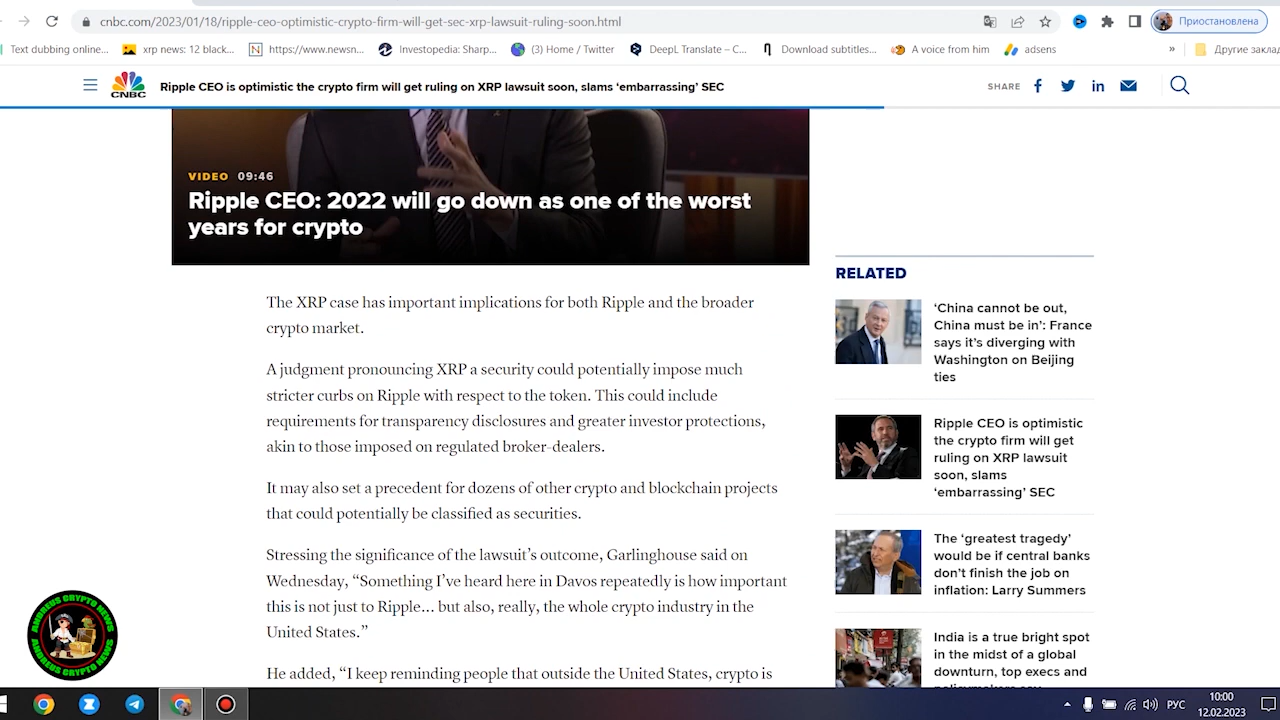 cnbc.com/2023/01/18/ripple-ceo-optimistic-crypto-firm-will-get-sec-xrp-lawsuit-ruling-soon.html
Приостановлена
Text dubbing online...
xrp news: 12 black...
https://www.newsn...
Investopedia: Sharp...
(3) Home / Twitter
DeepL Translate – C...
Download subtitles...
A voice from him
adsens
»
Другие закла
CNBC
Ripple CEO is optimistic the crypto firm will get ruling on XRP lawsuit soon, slams ‘embarrassing’ SEC
SHARE
VIDEO 09:46
Ripple CEO: 2022 will go down as one of the worst
years for crypto
The XRP case has important implications for both Ripple and the broader
crypto market.
A judgment pronouncing XRP a security could potentially impose much
stricter curbs on Ripple with respect to the token. This could include
requirements for transparency disclosures and greater investor protections,
akin to those imposed on regulated broker-dealers.
It may also set a precedent for dozens of other crypto and blockchain projects
that could potentially be classified as securities.
Stressing the significance of the lawsuit’s outcome, Garlinghouse said on
Wednesday, “Something I’ve heard here in Davos repeatedly is how important
this is not just to Ripple… but also, really, the whole crypto industry in the
United States.”
He added, “I keep reminding people that outside the United States, crypto is
RELATED
‘China cannot be out,
China must be in’: France
says it’s diverging with
Washington on Beijing
ties
Ripple CEO is optimistic
the crypto firm will get
ruling on XRP lawsuit
soon, slams
‘embarrassing’ SEC
The ‘greatest tragedy’
would be if central banks
don’t finish the job on
inflation: Larry Summers
India is a true bright spot
in the midst of a global
downturn, top execs and
ANDREUS CRYPTO NEWS
ANDREUS CRYPTO NEWS
РУС
10:00
12.02.2023